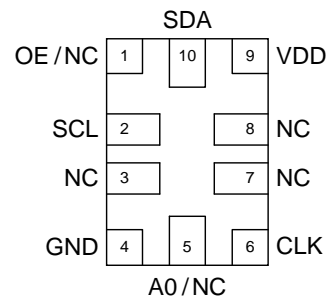 SDA
OE/NC 1 10 9 VDD
SCL 2 8 NC
NC 3 7 NC
GND 4 5 6 CLK
A0/NC